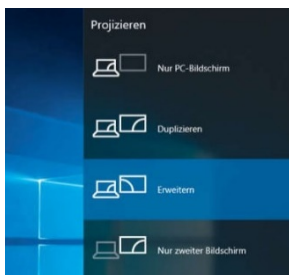 Projizieren
Nur PC-Bildschirm
Duplizieren
Erweitern
Nur zweiter Bildschirm